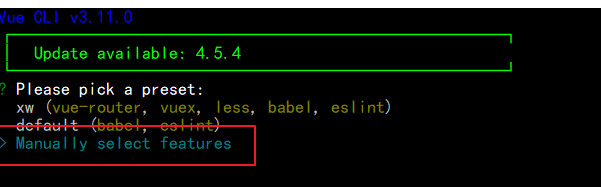 Vue CLI v3.11.0
Update available: 4.5.4
? Please pick a preset:
xw (vue-router, vuex, less, babel, eslint)
default (babel, eslint)
> Manually select features